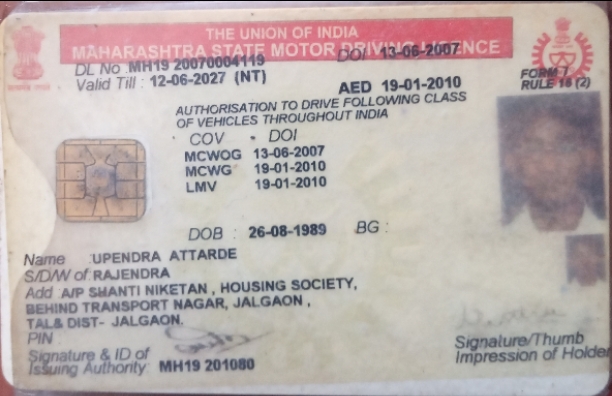 THE UNION OF INDIA
MAHARASHTRA STATE MOTOR DRIVING LICENCE
DL No : MH19 20070004119 DOI : 13-06-2007
Valid Till : 12-06-2027 (NT)
AED 19-01-2010
FORM 7
RULE 16 (2)
AUTHORISATION TO DRIVE FOLLOWING CLASS
OF VEHICLES THROUGHOUT INDIA
COV DOI
MCWOG 13-06-2007
MCWG 19-01-2010
LMV 19-01-2010
DOB : 26-08-1989 BG :
Name : UPENDRA ATTARDE
S/D/W of : RAJENDRA
Add : A/P SHANTI NIKETAN , HOUSING SOCIETY,
BEHIND TRANSPORT NAGAR, JALGAON ,
TAL& DIST- JALGAON.
PIN
Signature & ID of
Issuing Authority: MH19 201080
Signature/Thumb
Impression of Holder